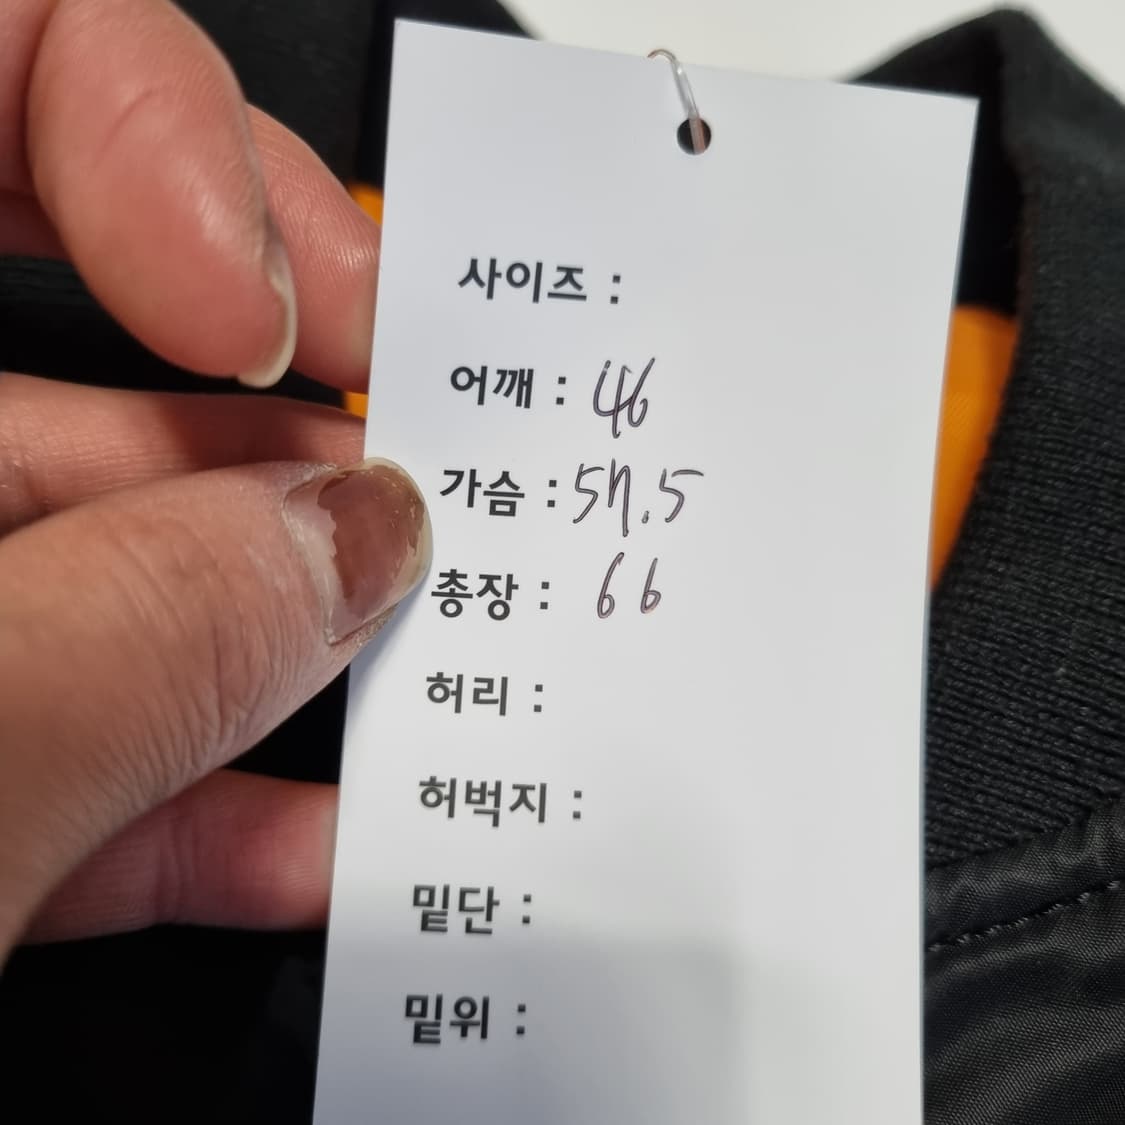 사이즈 :
어깨 : 46
가슴 : 57.5
총장 : 66
허리 :
허벅지 :
밑단 :
밑위 :